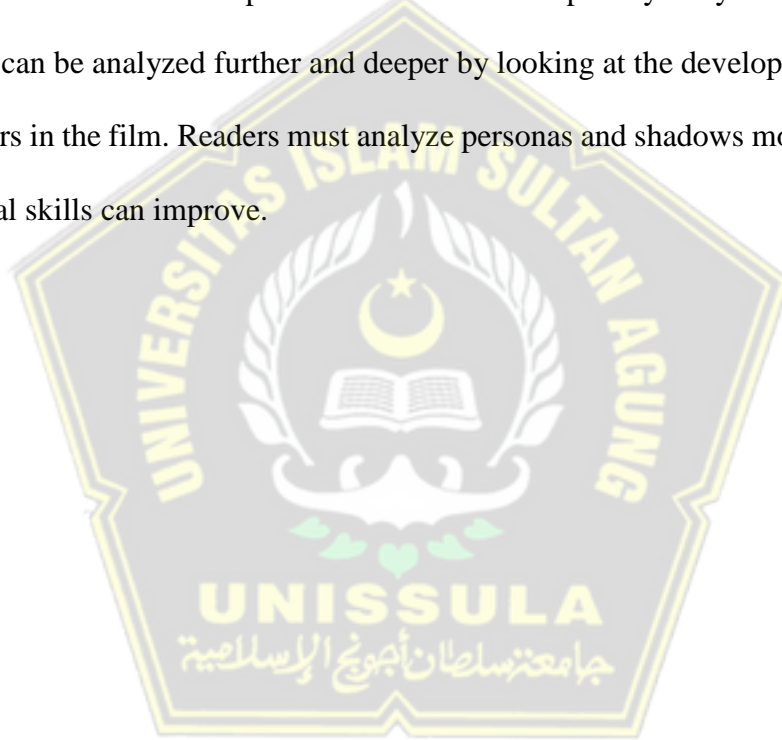 can be analyzed further and deeper by looking at the develop
rs in the film. Readers must analyze personas and shadows mo
al skills can improve.
UNIVERSITAS ISLAM SULTAN AGUNG
UNISSULA
جامعة سلطان أجونج الإسلامية